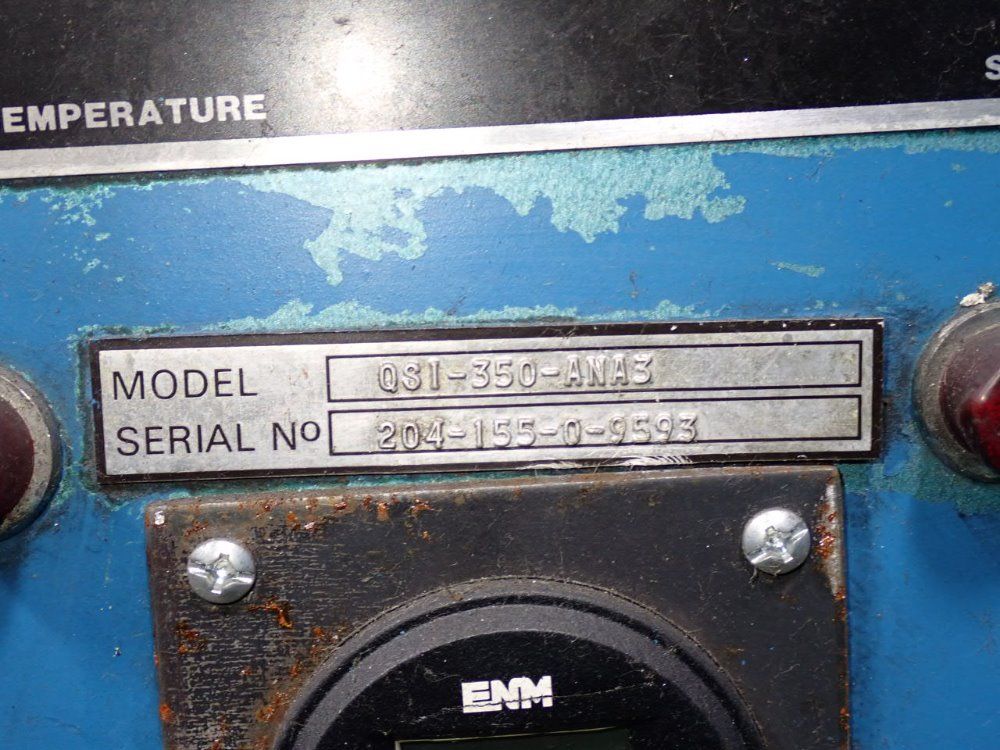 EMPERATURE
S
MODEL QSI-350-ANA3
SERIAL No 204-155-0-9593
ENM